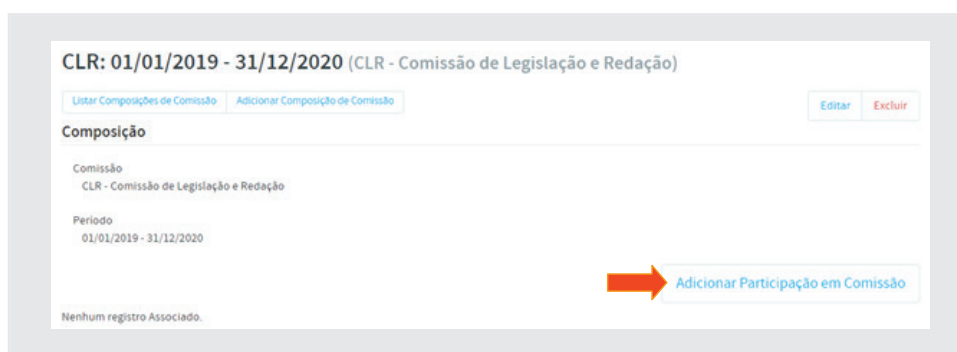 CLR: 01/01/2019 - 31/12/2020 (CLR - Comissão de Legislação e Redação)
Listar Composições de Comissão Adicionar Composição de Comissão Editar Excluir
Composição
Comissão
CLR - Comissão de Legislação e Redação
Período
01/01/2019 - 31/12/2020
Adicionar Participação em Comissão
Nenhum registro Associado.